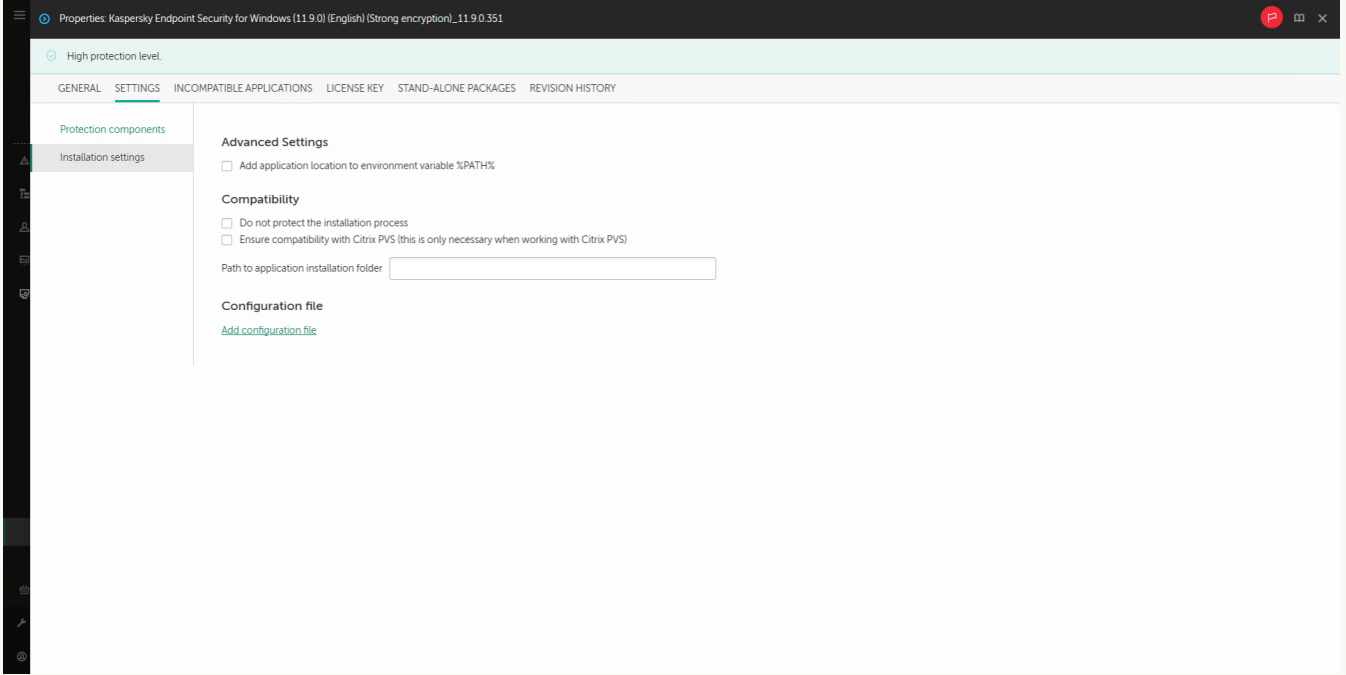 Properties: Kaspersky Endpoint Security for Windows (11.9.0) (English) (Strong encryption)_11.9.0.351
High protection level.
GENERAL SETTINGS INCOMPATIBLE APPLICATIONS LICENSE KEY STAND-ALONE PACKAGES REVISION HISTORY
Protection components
Installation settings
Advanced Settings
Add application location to environment variable %PATH%
Compatibility
Do not protect the installation process
Ensure compatibility with Citrix PVS (this is only necessary when working with Citrix PVS)
Path to application installation folder
Configuration file
Add configuration file